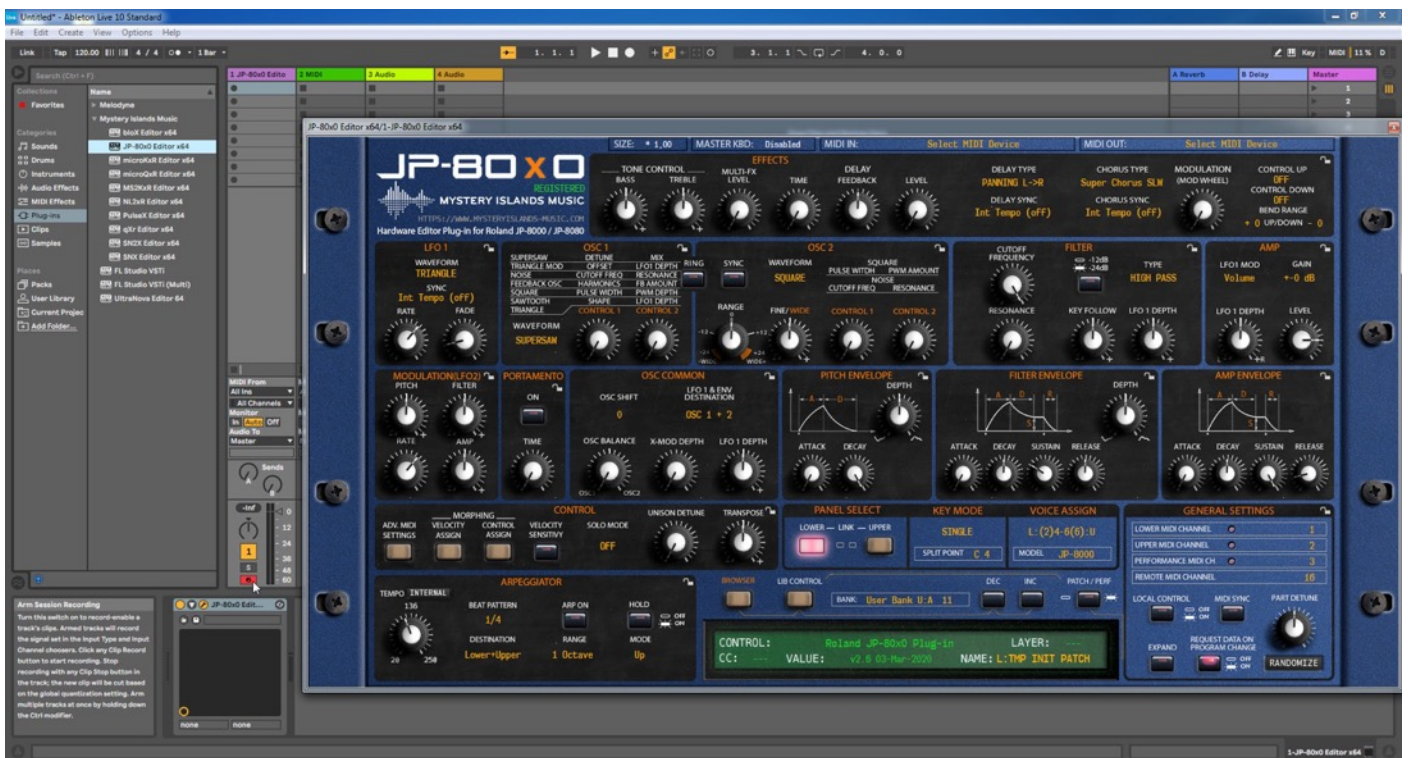 Untitled* - Ableton Live 10 Standard
File Edit Create View Options Help
Link Tap 120.00 4 / 4 1 Bar
1. 1. 1
3. 1. 1
4. 0. 0
Key MIDI 11 % D
Search (Ctrl + F)
Collections
Favorites
Categories
Sounds
Drums
Instruments
Audio Effects
MIDI Effects
Plug-ins
Clips
Samples
Places
Packs
User Library
Current Projec
Add Folder...
Name
Melodyne
Mystery Islands Music
bloX Editor x64
JP-80x0 Editor x64
microKxR Editor x64
microQxR Editor x64
MS2KxR Editor x64
NL2xR Editor x64
PulseX Editor x64
qXr Editor x64
SN2X Editor x64
SNX Editor x64
FL Studio VSTi
FL Studio VSTi (Multi)
UltraNova Editor 64
1 JP-80x0 Edito
2 MIDI
3 Audio
4 Audio
A Reverb
B Delay
Master
1
2
3
MIDI From
All Ins
All Channels
Monitor
In Auto Off
Audio To
Master
Sends
A
B
-Inf
0
12
24
36
48
60
1
S
JP-80x0 Editor x64/1-JP-80x0 Editor x64
SIZE: * 1,00
MASTER KBD: Disabled
MIDI IN: Select MIDI Device
MIDI OUT: Select MIDI Device
JP-80X0
REGISTERED
MYSTERY ISLANDS MUSIC
HTTPS://WWW.MYSTERYISLANDS-MUSIC.COM
Hardware Editor Plug-in for Roland JP-8000 / JP-8080
EFFECTS
TONE CONTROL
BASS TREBLE
MULTI-FX
LEVEL
DELAY
TIME FEEDBACK LEVEL
DELAY TYPE
PANNING L->R
DELAY SYNC
Int Tempo (off)
CHORUS TYPE
Super Chorus SLW
CHORUS SYNC
Int Tempo (off)
MODULATION
(MOD WHEEL)
CONTROL UP
OFF
CONTROL DOWN
OFF
BEND RANGE
+ 0 UP/DOWN - 0
LFO 1
WAVEFORM
TRIANGLE
SYNC
Int Tempo (off)
RATE FADE
OSC 1
SUPERSAW DETUNE MIX
TRIANGLE MOD OFFSET LFO1 DEPTH
NOISE CUTOFF FREQ RESONANCE
FEEDBACK OSC HARMONICS FB AMOUNT
SQUARE PULSE WIDTH PWM DEPTH
SAWTOOTH SHAPE LFO1 DEPTH
TRIANGLE CONTROL 1 CONTROL 2
WAVEFORM
SUPERSAW
OSC 2
RING SYNC
WAVEFORM
SQUARE
SQUARE
PULSE WITDH PWM AMOUNT
NOISE
CUTOFF FREQ RESONANCE
RANGE
0
-12 +12
-24 +24
-WIDE WIDE+
FINE/WIDE CONTROL 1 CONTROL 2
FILTER
CUTOFF
FREQUENCY
-12dB
-24dB
TYPE
HIGH PASS
RESONANCE KEY FOLLOW LFO 1 DEPTH
AMP
LFO1 MOD
Volume
GAIN
+-0 dB
LFO 1 DEPTH LEVEL
L+R
MODULATION(LFO2)
PITCH FILTER
RATE AMP
PORTAMENTO
ON
TIME
OSC COMMON
OSC SHIFT
0
LFO 1 & ENV
DESTINATION
OSC 1 + 2
OSC BALANCE X-MOD DEPTH LFO 1 DEPTH
OSC1 OSC2
PITCH ENVELOPE
DEPTH
A D
ATTACK DECAY
FILTER ENVELOPE
DEPTH
A D R
S
ATTACK DECAY SUSTAIN RELEASE
AMP ENVELOPE
A D R
S
ATTACK DECAY SUSTAIN RELEASE
CONTROL
MORPHING
ADV. MIDI
SETTINGS
VELOCITY
ASSIGN
CONTROL
ASSIGN
VELOCITY
SENSITIVY
SOLO MODE
OFF
UNISON DETUNE TRANSPOSE
PANEL SELECT
LOWER — LINK — UPPER
KEY MODE
SINGLE
SPLIT POINT C 4
VOICE ASSIGN
L:(2)4-6(6):U
MODEL JP-8000
GENERAL SETTINGS
LOWER MIDI CHANNEL 1
UPPER MIDI CHANNEL 2
PERFORMANCE MIDI CH 3
REMOTE MIDI CHANNEL 16
LOCAL CONTROL
OFF
ON
MIDI SYNC
PART DETUNE
EXPAND
REQUEST DATA ON
PROGRAM CHANGE
OFF
ON
RANDOMIZE
ARPEGGIATOR
TEMPO INTERNAL
136
20 250
BEAT PATTERN
1/4
DESTINATION
Lower+Upper
ARP ON
RANGE
1 Octave
HOLD
OFF
ON
MODE
Up
BROWSER
LIB CONTROL
DEC INC PATCH / PERF
BANK: User Bank U:A 11
CONTROL: Roland JP-80x0 Plug-in LAYER: ---
CC: --- VALUE: v2.6 03-Mar-2020 NAME: L:TMP INIT PATCH
Arm Session Recording
Turn this switch on to record-enable a
track's clips. Armed tracks will record
the signal set in the Input Type and Input
Channel choosers. Click any Clip Record
button to start recording. Stop
recording with any Clip Stop button in
the track; the new clip will be cut based
on the global quantization setting. Arm
multiple tracks at once by holding down
the Ctrl modifier.
JP-80x0 Edit...
none
none
1-JP-80x0 Editor x64